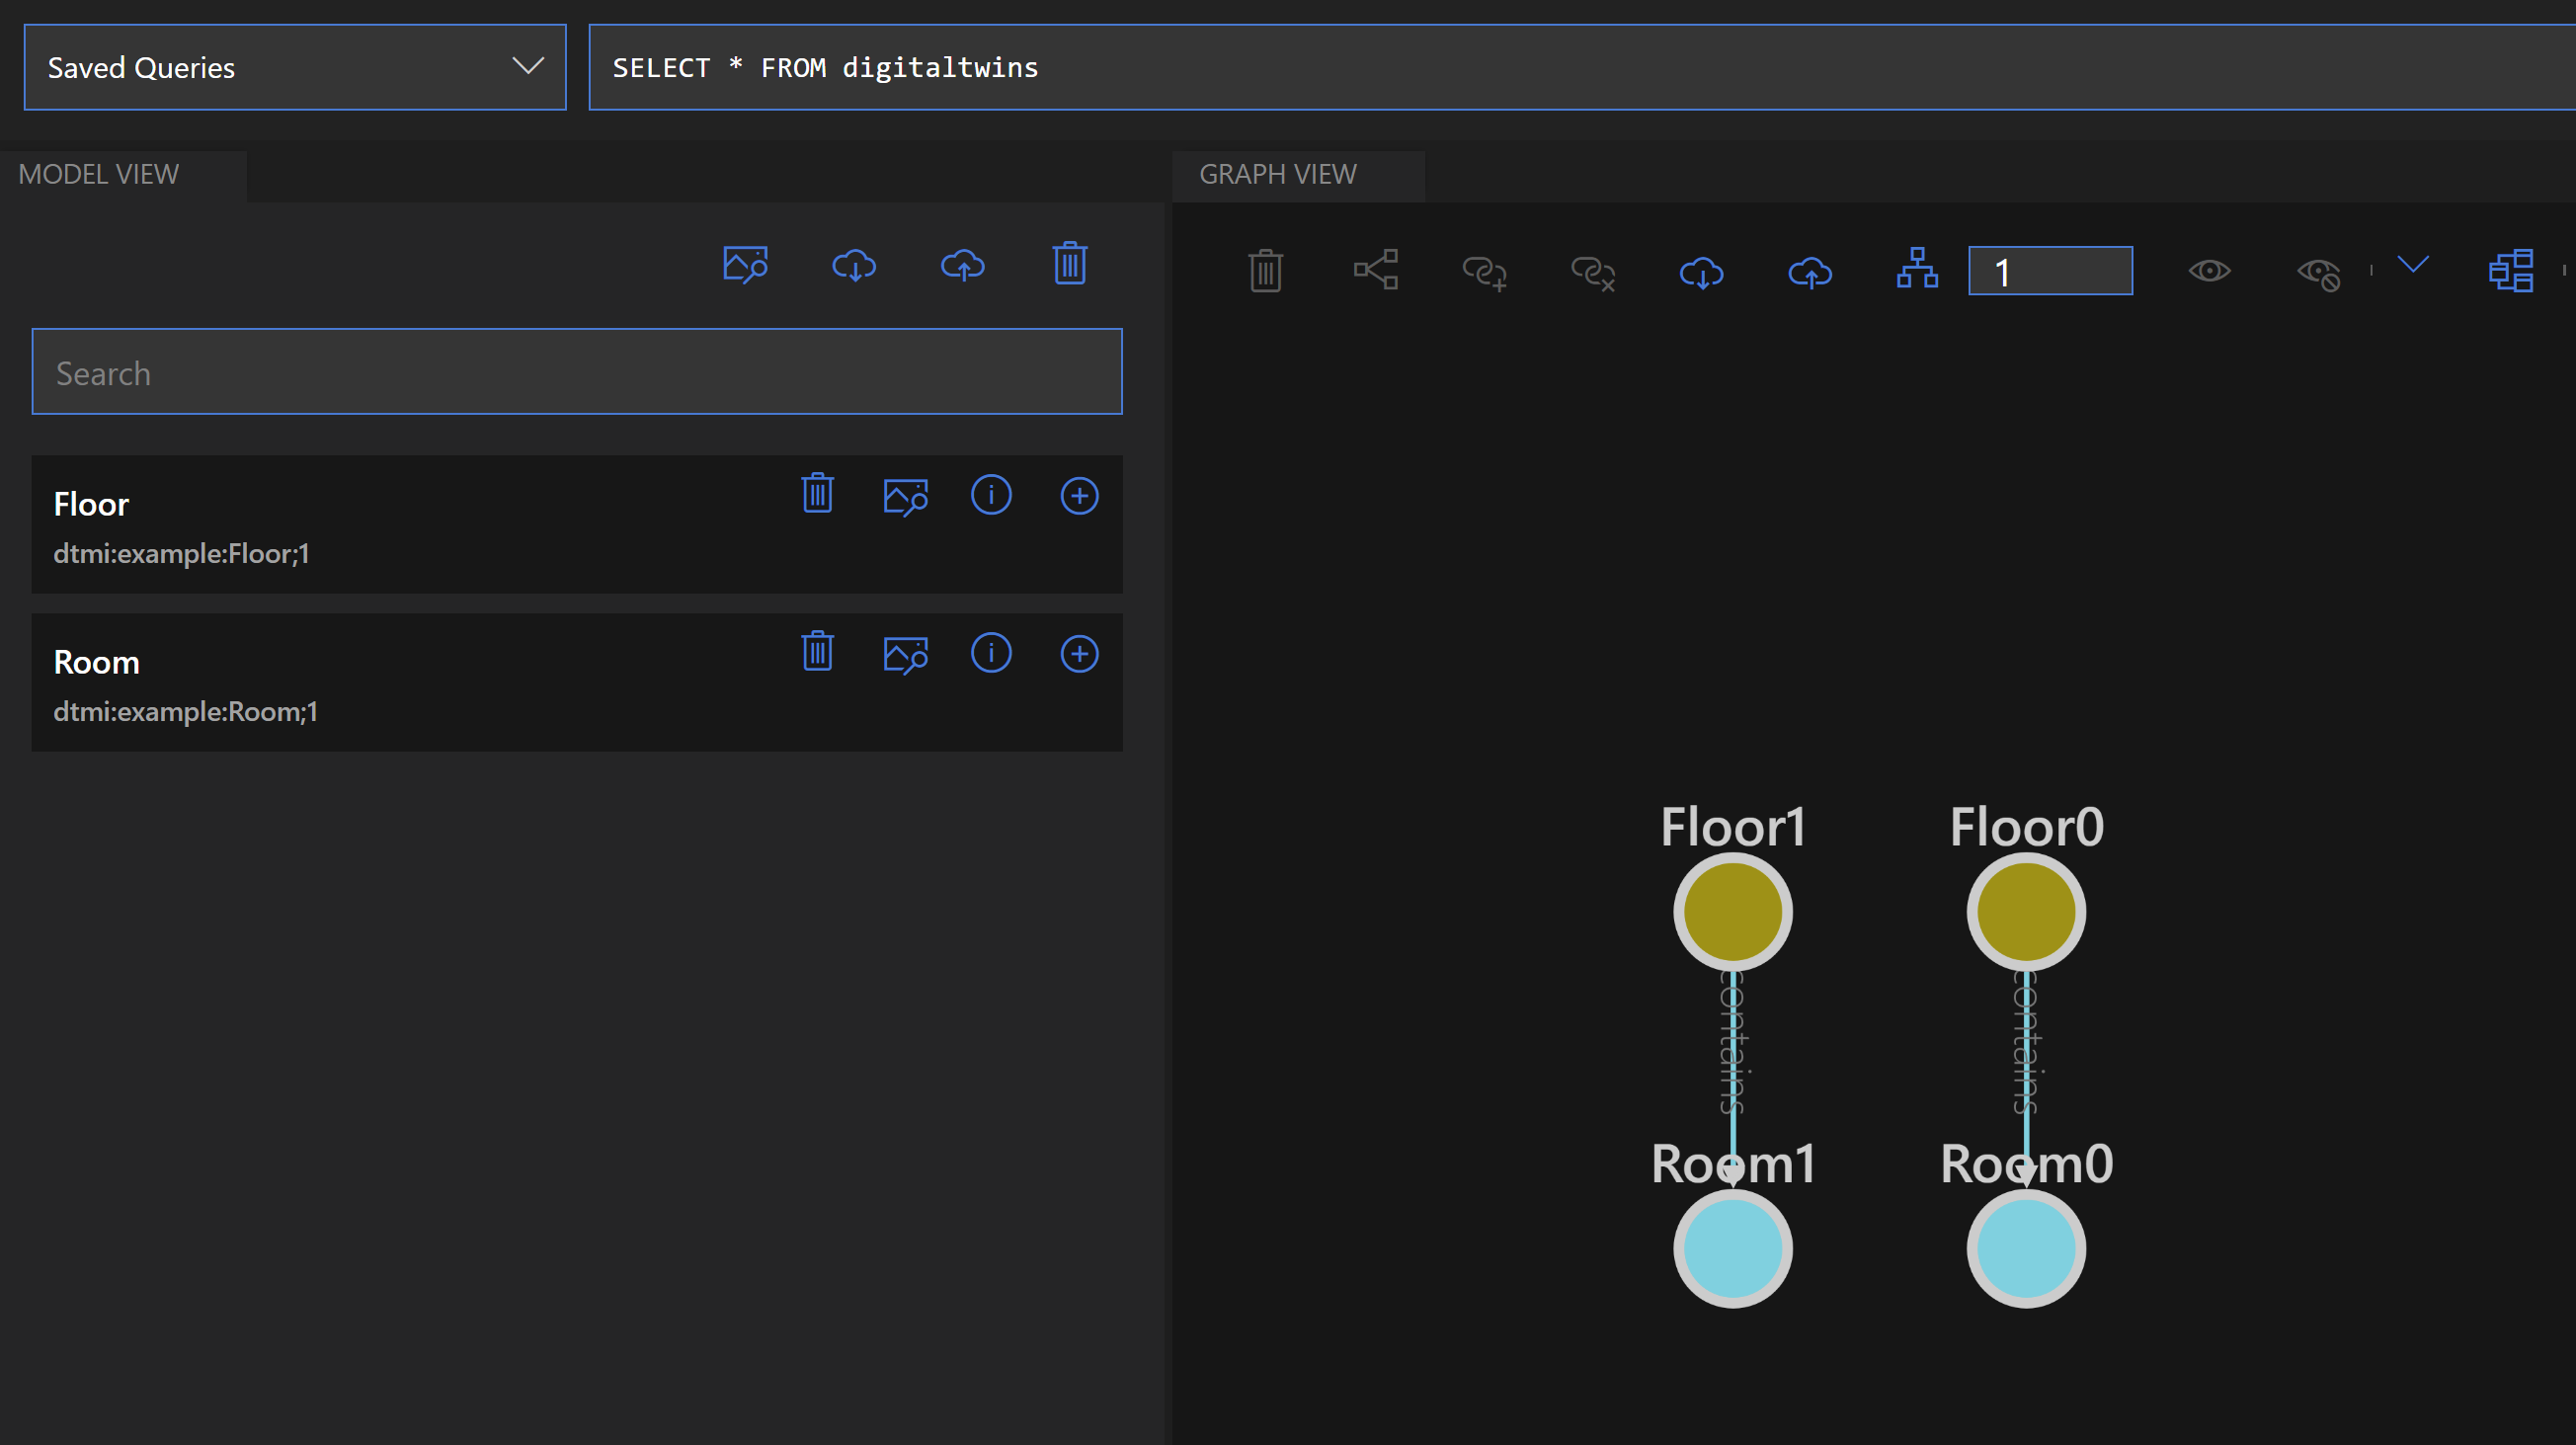 Saved Queries
SELECT * FROM digitaltwins
MODEL VIEW
GRAPH VIEW
1
Search
Floor
dtmi:example:Floor;1
Room
dtmi:example:Room;1
Floor1
Floor0
contains
contains
Room1
Room0